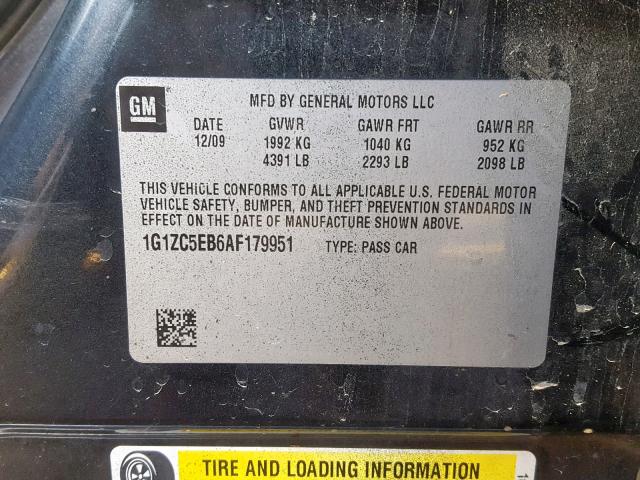 GM
MFD BY GENERAL MOTORS LLC
DATE GVWR GAWR FRT GAWR RR
12/09 1992 KG 1040 KG 952 KG
4391 LB 2293 LB 2098 LB
THIS VEHICLE CONFORMS TO ALL APPLICABLE U.S. FEDERAL MOTOR
VEHICLE SAFETY, BUMPER, AND THEFT PREVENTION STANDARDS IN
EFFECT ON THE DATE OF MANUFACTURE SHOWN ABOVE.
1G1ZC5EB6AF179951 TYPE: PASS CAR
TIRE AND LOADING INFORMATION